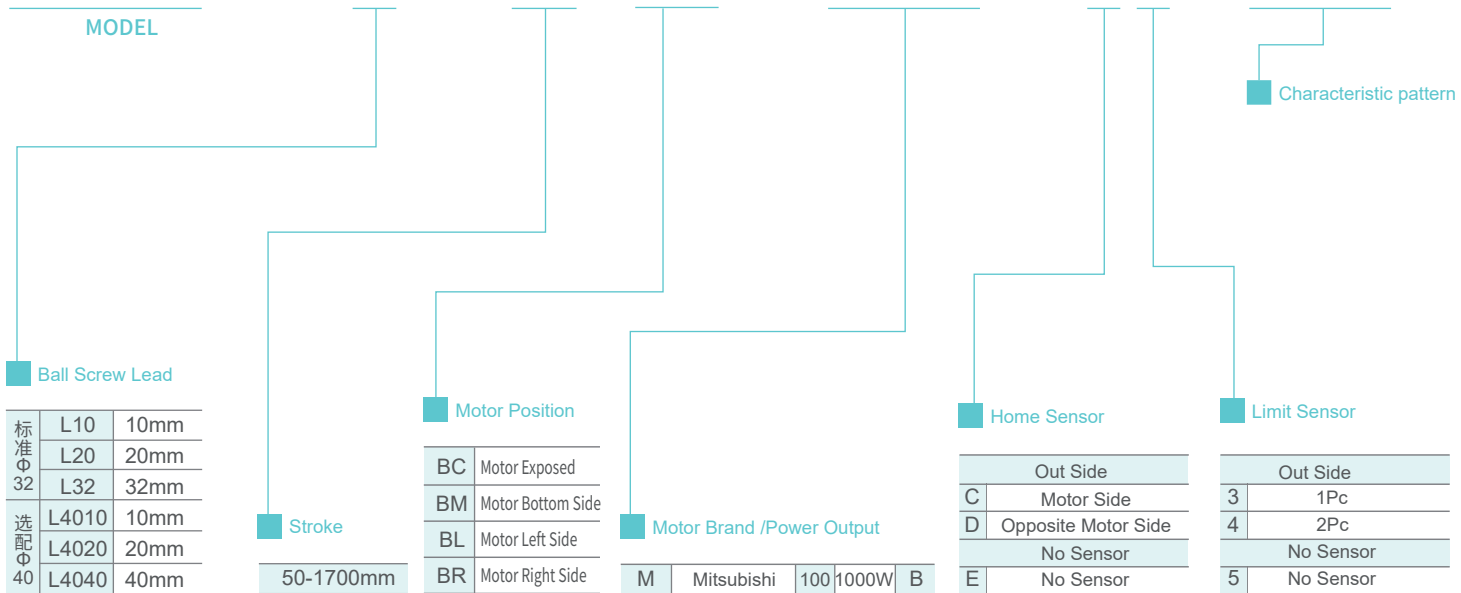 MODEL
Characteristic pattern
Ball Screw Lead
标准Φ32
L10 10mm
L20 20mm
L32 32mm
选配Φ40
L4010 10mm
L4020 20mm
L4040 40mm
Stroke
50-1700mm
Motor Position
BC Motor Exposed
BM Motor Bottom Side
BL Motor Left Side
BR Motor Right Side
Motor Brand /Power Output
M Mitsubishi 100 1000W B
Home Sensor
Out Side
C Motor Side
D Opposite Motor Side
No Sensor
E No Sensor
Limit Sensor
Out Side
3 1Pc
4 2Pc
No Sensor
5 No Sensor